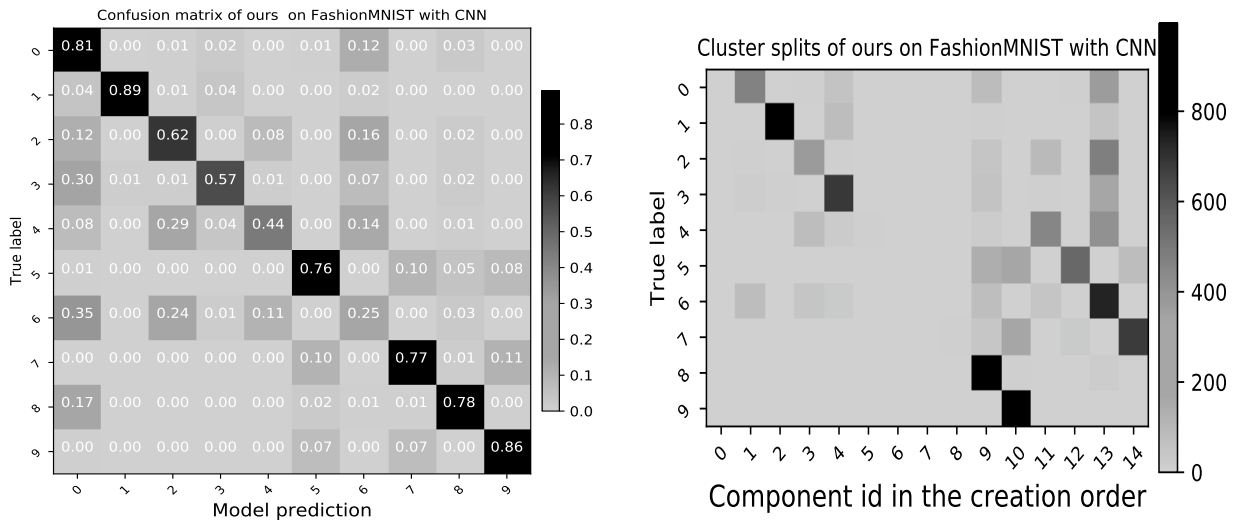 Confusion matrix of ours on FashionMNIST with CNN
True label
0 0.81 0.00 0.01 0.02 0.00 0.01 0.12 0.00 0.03 0.00
1 0.04 0.89 0.01 0.04 0.00 0.00 0.02 0.00 0.00 0.00
2 0.12 0.00 0.62 0.00 0.08 0.00 0.16 0.00 0.02 0.00
3 0.30 0.01 0.01 0.57 0.01 0.00 0.07 0.00 0.02 0.00
4 0.08 0.00 0.29 0.04 0.44 0.00 0.14 0.00 0.01 0.00
5 0.01 0.00 0.00 0.00 0.00 0.76 0.00 0.10 0.05 0.08
6 0.35 0.00 0.24 0.01 0.11 0.00 0.25 0.00 0.03 0.00
7 0.00 0.00 0.00 0.00 0.00 0.10 0.00 0.77 0.01 0.11
8 0.17 0.00 0.00 0.00 0.00 0.02 0.01 0.01 0.78 0.00
9 0.00 0.00 0.00 0.00 0.00 0.07 0.00 0.07 0.00 0.86
0 1 2 3 4 5 6 7 8 9
Model prediction
0.8
0.7
0.6
0.5
0.4
0.3
0.2
0.1
0.0
Cluster splits of ours on FashionMNIST with CNN
True label
0
1
2
3
4
5
6
7
8
9
0 1 2 3 4 5 6 7 8 9 10 11 12 13 14
Component id in the creation order
800
600
400
200
0